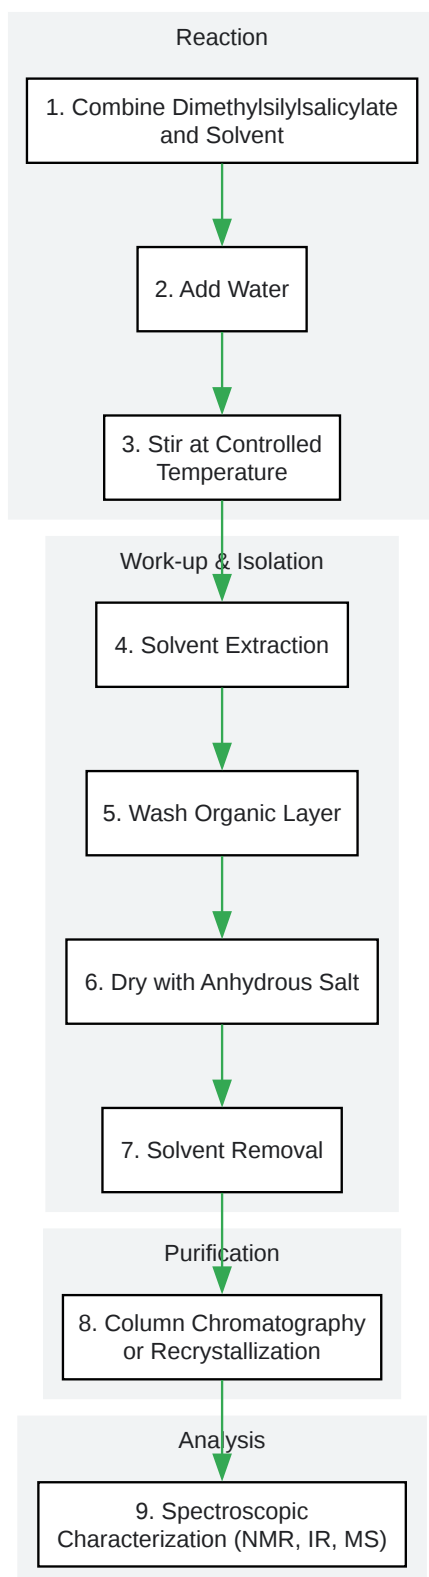 Reaction
1. Combine Dimethylsilylsalicylate
and Solvent
2. Add Water
3. Stir at Controlled
Temperature
Work-up & Isolation
4. Solvent Extraction
5. Wash Organic Layer
6. Dry with Anhydrous Salt
7. Solvent Removal
Purification
8. Column Chromatography
or Recrystallization
Analysis
9. Spectroscopic
Characterization (NMR, IR, MS)